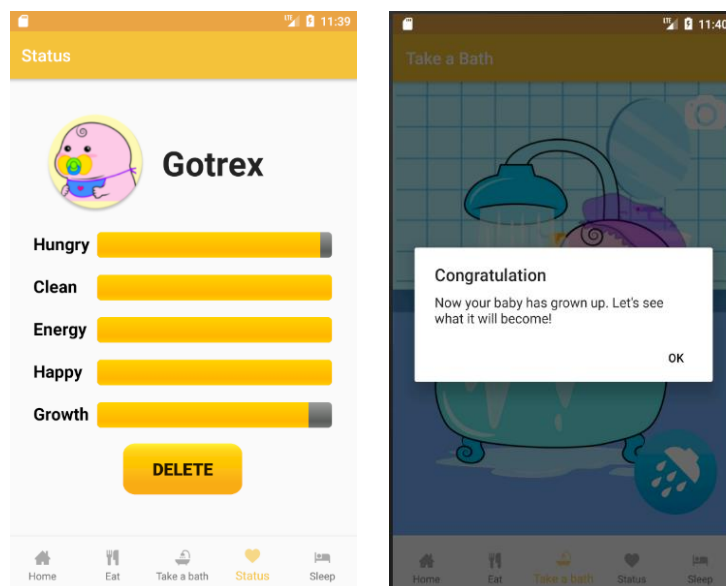 LTE 11:39
Status
Gotrex
Hungry
Clean
Energy
Happy
Growth
DELETE
Home Eat Take a bath Status Sleep
LTE 11:40
Take a Bath
Congratulation
Now your baby has grown up. Let's see
what it will become!
OK
Home Eat Take a bath Status Sleep